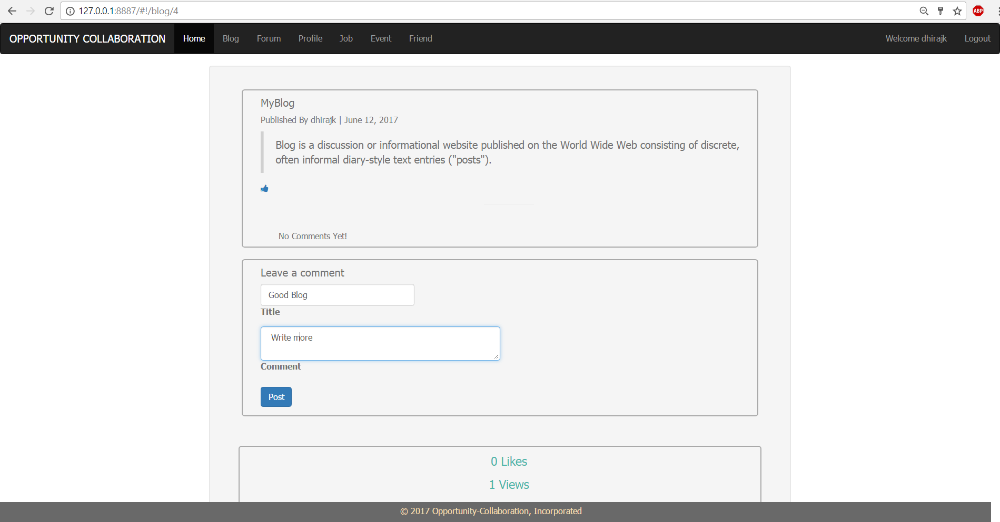 127.0.0.1:8887/#!/blog/4
ABP
OPPORTUNITY COLLABORATION Home Blog Forum Profile Job Event Friend Welcome dhirajk Logout
MyBlog
Published By dhirajk | June 12, 2017
Blog is a discussion or informational website published on the World Wide Web consisting of discrete,
often informal diary-style text entries ("posts").
No Comments Yet!
Leave a comment
Good Blog
Title
Write more
Comment
Post
0 Likes
1 Views
© 2017 Opportunity-Collaboration, Incorporated